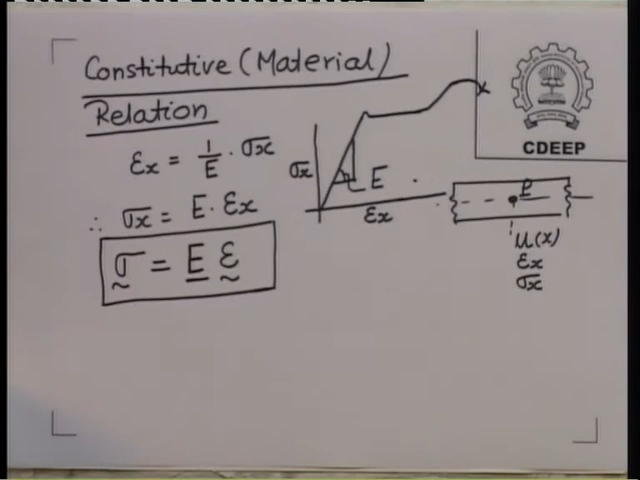 Constitutive (Material)
Relation
εx = 1/E · σx
∴ σx = E · εx
σ = E ε
σx
E
εx
CDEEP
P
u(x)
εx
σx